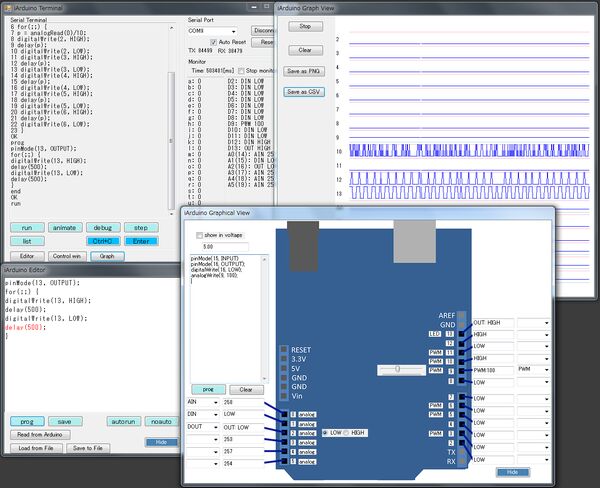 iArduino Terminal
Serial Terminal
6 for(;;) {
7 p = analogRead(0)/10;
8 digitalWrite(2, HIGH);
9 delay(p);
10 digitalWrite(2, LOW);
11 digitalWrite(3, HIGH);
12 delay(p);
13 digitalWrite(3, LOW);
14 digitalWrite(4, HIGH);
15 delay(p);
16 digitalWrite(4, LOW);
17 digitalWrite(5, HIGH);
18 delay(p);
19 digitalWrite(5, LOW);
20 digitalWrite(6, HIGH);
21 delay(p);
22 digitalWrite(6, LOW);
23 }
OK
prog
pinMode(13, OUTPUT);
for(;;) {
digitalWrite(13, HIGH);
delay(500);
digitalWrite(13, LOW);
delay(500);
}
end
OK
run
run animate debug step
list Ctrl+C Enter
Editor Control win Graph
Serial Port
COM9 Disconn
Auto Reset Rese
TX: 84499 RX: 38479
Monitor
Time: 503481[ms] Stop monito
a: 0 D2: DIN LOW
b: 0 D3: DIN LOW
c: 0 D4: DIN LOW
d: 0 D5: DIN LOW
e: 0 D6: DIN LOW
f: 0 D7: DIN LOW
g: 0 D8: DIN LOW
h: 0 D9: PWM 100
i: 0 D10: DIN LOW
j: 0 D11: DIN LOW
k: 0 D12: DIN HIGH
l: 0 D13: OUT HIGH
m: 0 A0(14): AIN 25
n: 0 A1(15): DIN LOW
o: 0 A2(16): OUT LO
p: 0 A3(17): AIN 25
q: 0 A4(18): AIN 25
r: 0 A5(19): AIN 25
iArduino Graph View
Stop
Clear
Save as PNG
Save as CSV
2
3
4
5
6
7
8
9
10
11
12
13
iArduino Editor
pinMode(13, OUTPUT);
for(;;) {
digitalWrite(13, HIGH);
delay(500);
digitalWrite(13, LOW);
delay(500);
}
prog save autorun noauto
Read from Arduino
Load from File Save to File
Hide
iArduino Graphical View
show in voltage
5.00
pinMode(15, INPUT)
pinMode(16, OUTPUT);
digitalWrite(16, LOW);
analogWrite(9, 100);
prog Clear
AIN 258
DIN LOW
DOUT OUT LOW
253
257
254
RESET
3.3V
5V
GND
GND
Vin
0 analog
1 analog
2 analog
3 analog
4 analog
5 analog
LOW HIGH
AREF
GND
LED 13 OUT HIGH
12 HIGH
PWM 11 LOW
PWM 10 HIGH
PWM 9 PWM 100 PWM
8 LOW
7 LOW
PWM 6 LOW
PWM 5 LOW
4 LOW
PWM 3 LOW
2 LOW
TX
RX
Hide